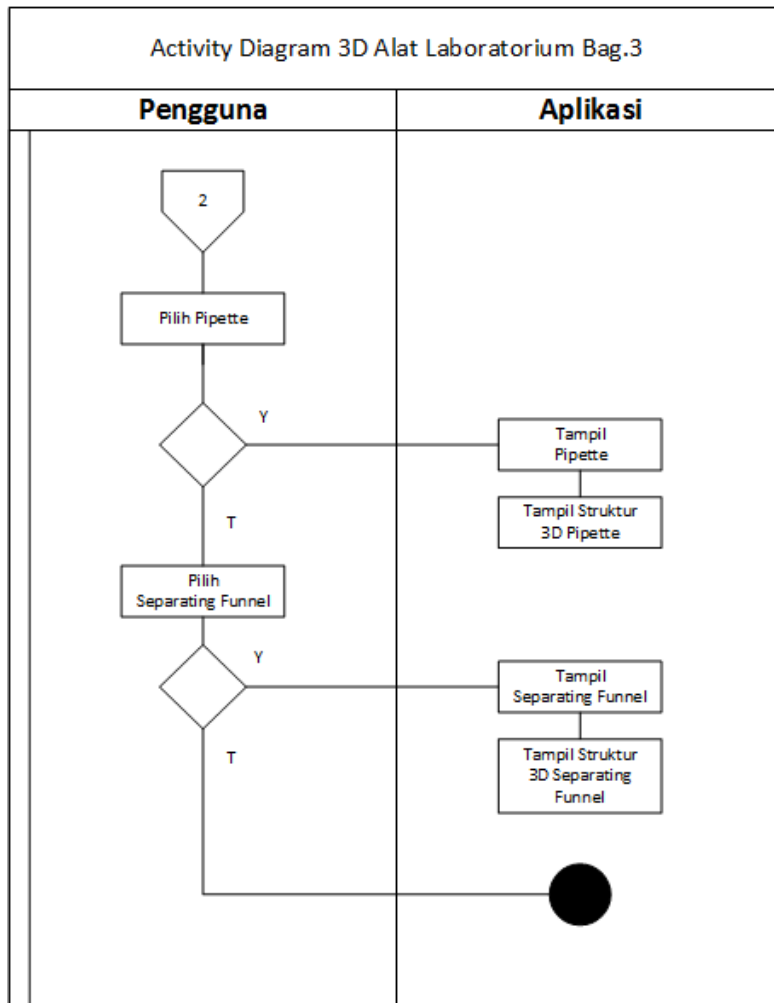 Activity Diagram 3D Alat Laboratorium Bag.3
Pengguna
Aplikasi
2
Pilih Pipette
Y
Tampil
Pipette
T
Tampil Struktur
3D Pipette
Pilih
Separating Funnel
Y
Tampil
Separating Funnel
T
Tampil Struktur
3D Separating
Funnel